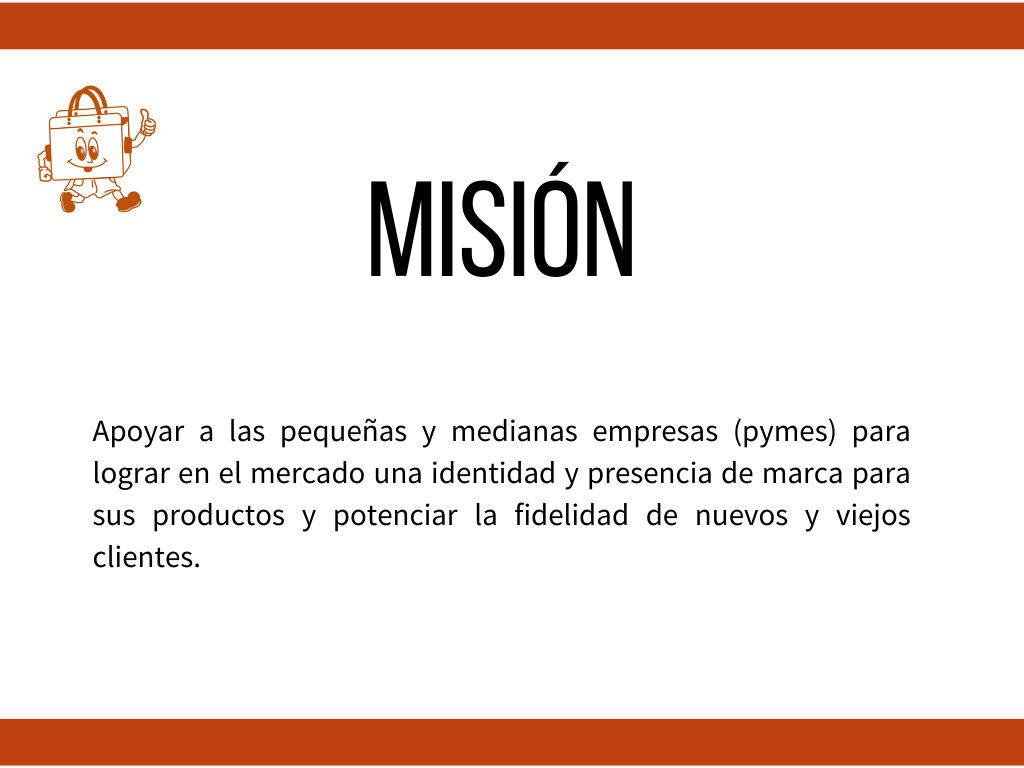 MISIÓN
Apoyar a las pequeñas y medianas empresas (pymes) para
lograr en el mercado una identidad y presencia de marca para
sus productos y potenciar la fidelidad de nuevos y viejos
clientes.